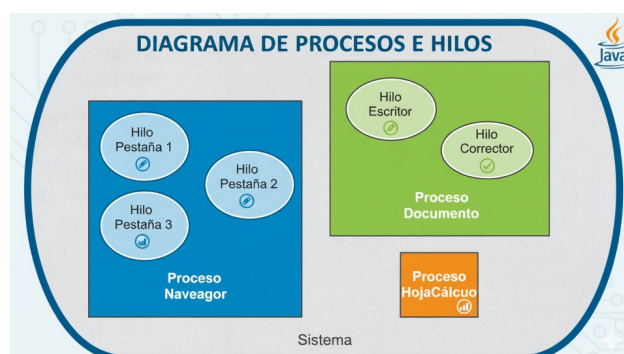 DIAGRAMA DE PROCESOS E HILOS
Java
Hilo
Pestaña 1
Hilo
Pestaña 2
Hilo
Pestaña 3
Proceso
Naveagor
Hilo
Escritor
Hilo
Corrector
Proceso
Documento
Proceso
HojaCálcuo
Sistema